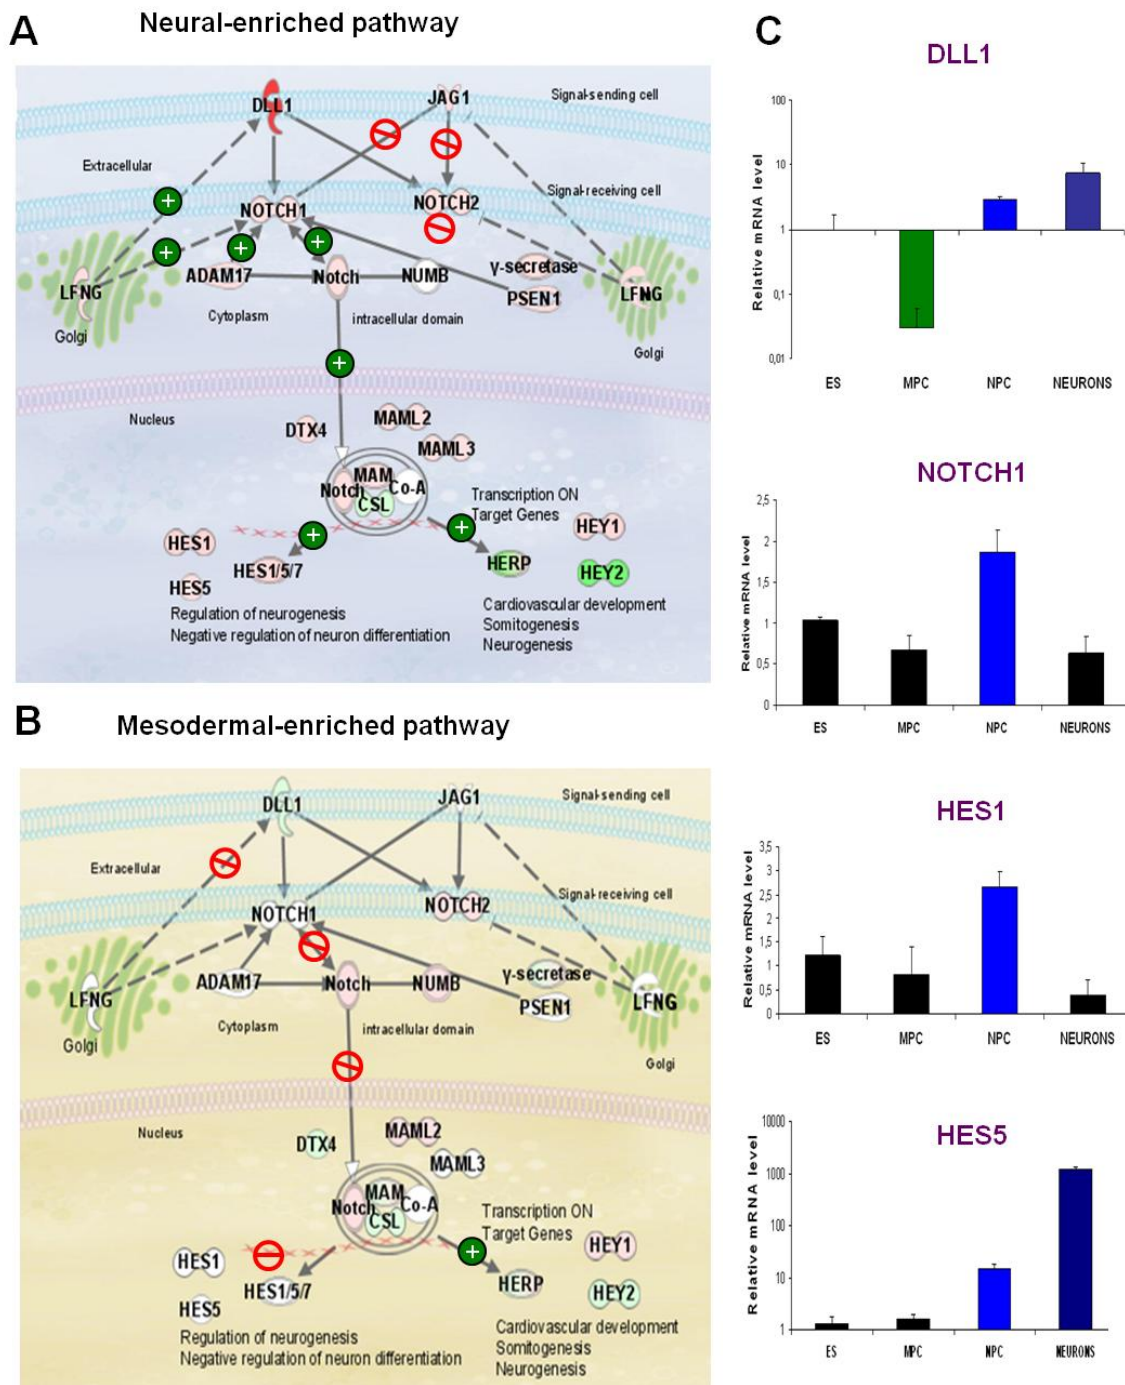 A
Neural-enriched pathway
DLL1
JAG1
Signal-sending cell
Extracellular
Signal-receiving cell
NOTCH1
NOTCH2
+
+
+
+
ADAM17
Notch
NUMB
γ-secretase
PSEN1
LFNG
LFNG
Cytoplasm
intracellular domain
Golgi
Golgi
+
Nucleus
DTX4
MAML2
MAML3
MAM
Notch
Co-A
CSL
Transcription ON
Target Genes
+
+
HEY1
HES1
HES1/5/7
HERP
HEY2
HES5
Regulation of neurogenesis
Negative regulation of neuron differentiation
Cardiovascular development
Somitogenesis
Neurogenesis
B
Mesodermal-enriched pathway
DLL1
JAG1
Signal-sending cell
Extracellular
Signal-receiving cell
NOTCH1
NOTCH2
ADAM17
Notch
NUMB
γ-secretase
PSEN1
LFNG
LFNG
Cytoplasm
intracellular domain
Golgi
Golgi
Nucleus
DTX4
MAML2
MAML3
MAM
Notch
Co-A
CSL
Transcription ON
Target Genes
+
HEY1
HES1
HES1/5/7
HERP
HEY2
HES5
Regulation of neurogenesis
Negative regulation of neuron differentiation
Cardiovascular development
Somitogenesis
Neurogenesis
C
DLL1
Relative mRNA level
100
10
1
0,1
0,01
ES MPC NPC NEURONS
NOTCH1
Relative mRNA level
2,5
2
1,5
1
0,5
0
ES MPC NPC NEURONS
HES1
Relative mRNA level
3,5
3
2,5
2
1,5
1
0,5
0
ES MPC NPC NEURONS
HES5
Relative mRNA level
10000
1000
100
10
1
ES MPC NPC NEURONS